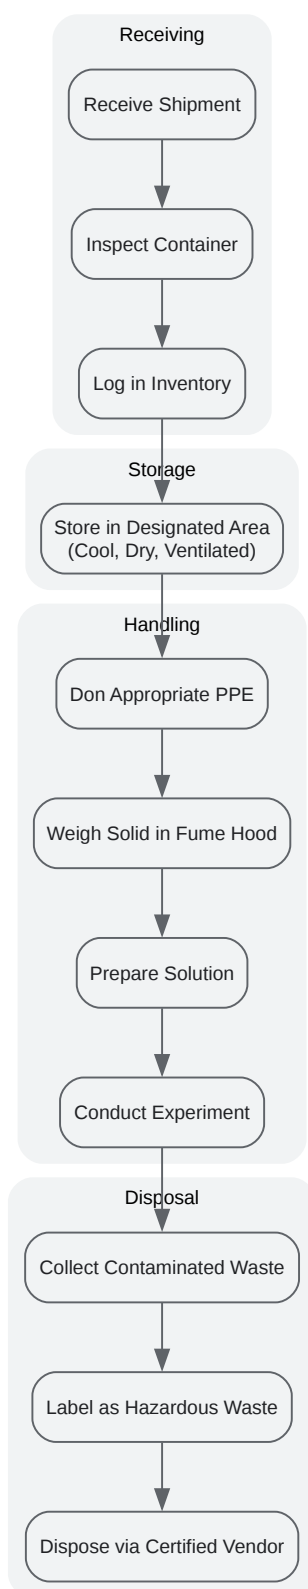 Receiving
Receive Shipment
Inspect Container
Log in Inventory
Storage
Store in Designated Area
(Cool, Dry, Ventilated)
Handling
Don Appropriate PPE
Weigh Solid in Fume Hood
Prepare Solution
Conduct Experiment
Disposal
Collect Contaminated Waste
Label as Hazardous Waste
Dispose via Certified Vendor